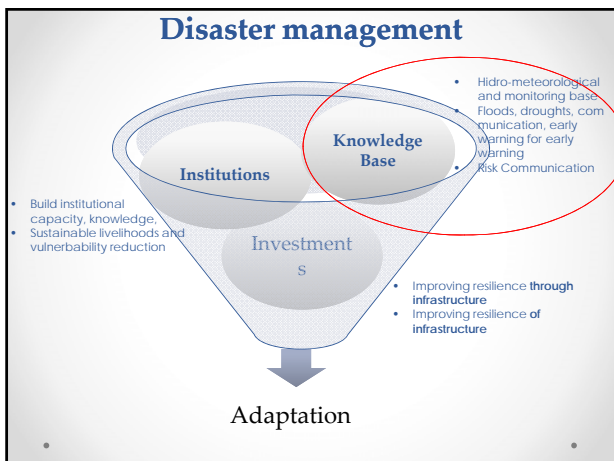 Disaster management
• Hidro-meteorological
and monitoring base
• Floods, droughts, com
munication, early
warning for early
warning
• Risk Communication
Knowledge
Base
Institutions
• Build institutional
capacity, knowledge,
• Sustainable livelihoods and
vulnerbability reduction
Investment
s
• Improving resilience through
infrastructure
• Improving resilience of
infrastructure
Adaptation